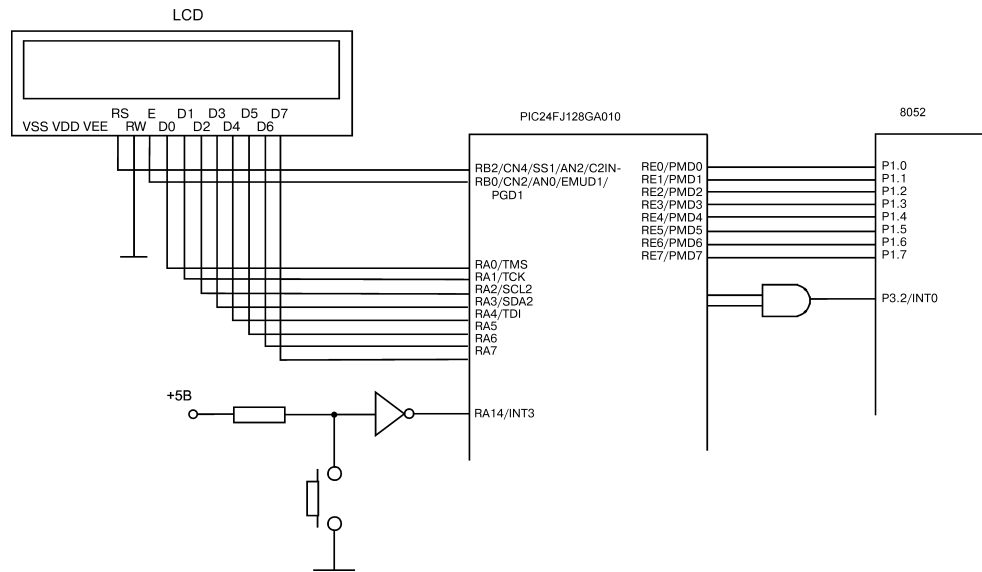 LCD
RS E D1 D3 D5 D7
VSS VDD VEE RW D0 D2 D4 D6
PIC24FJ128GA010
8052
RB2/CN4/SS1/AN2/C2IN-
RB0/CN2/AN0/EMUD1/
PGD1
RA0/TMS
RA1/TCK
RA2/SCL2
RA3/SDA2
RA4/TDI
RA5
RA6
RA7
RA14/INT3
RE0/PMD0
RE1/PMD1
RE2/PMD2
RE3/PMD3
RE4/PMD4
RE5/PMD5
RE6/PMD6
RE7/PMD7
P1.0
P1.1
P1.2
P1.3
P1.4
P1.5
P1.6
P1.7
P3.2/INT0
+5В